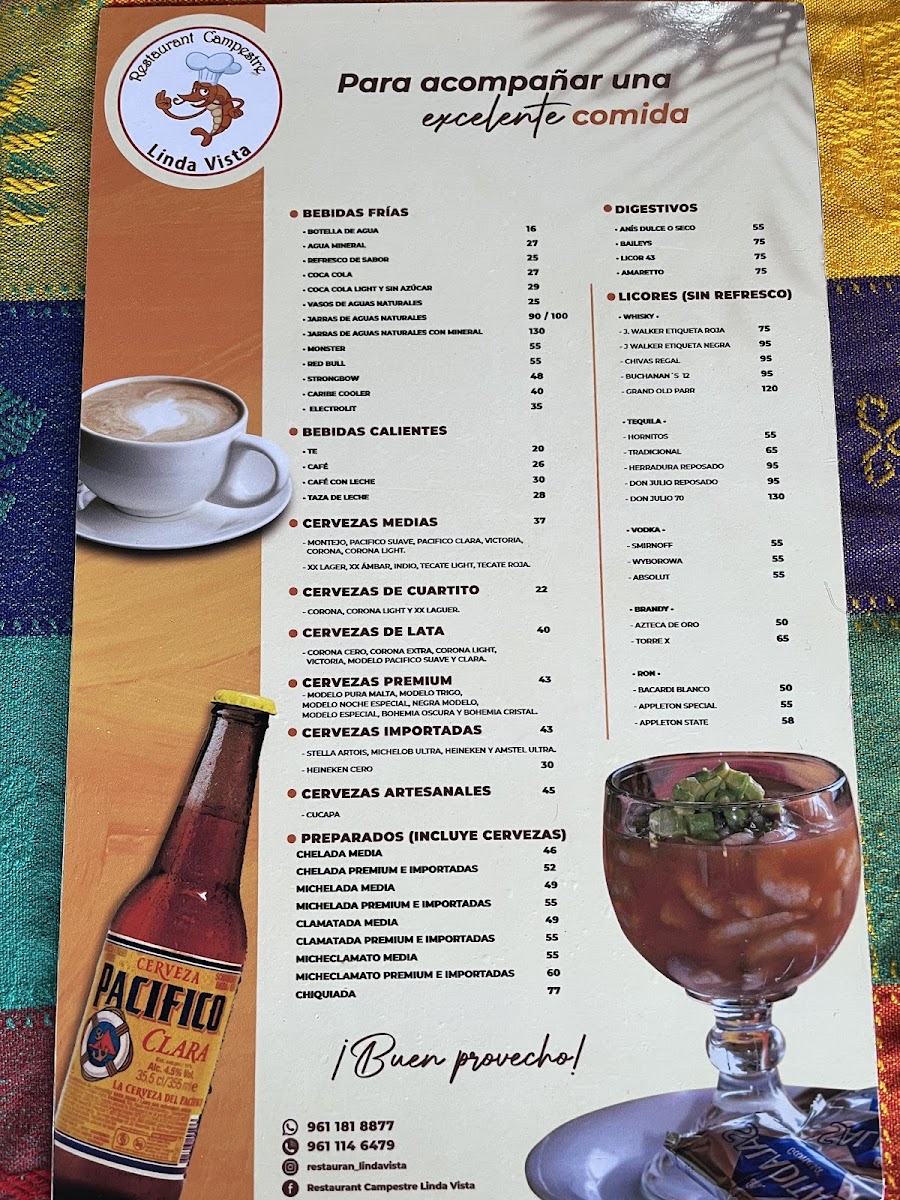 Restaurant Campestre
Linda Vista
Para acompañar una
excelente comida
BEBIDAS FRÍAS
• BOTELLA DE AGUA 16
• AGUA MINERAL 27
• REFRESCO DE SABOR 25
• COCA COLA 27
• COCA COLA LIGHT Y SIN AZÚCAR 29
• VASOS DE AGUAS NATURALES 25
• JARRAS DE AGUAS NATURALES 90 / 100
• JARRAS DE AGUAS NATURALES CON MINERAL 130
• MONSTER 55
• RED BULL 55
• STRONGBOW 48
• CARIBE COOLER 40
• ELECTROLIT 35
BEBIDAS CALIENTES
• TE 20
• CAFÉ 26
• CAFÉ CON LECHE 30
• TAZA DE LECHE 28
CERVEZAS MEDIAS 37
- MONTEJO, PACIFICO SUAVE, PACIFICO CLARA, VICTORIA,
CORONA, CORONA LIGHT.
- XX LAGER, XX ÁMBAR, INDIO, TECATE LIGHT, TECATE ROJA.
CERVEZAS DE CUARTITO 22
- CORONA, CORONA LIGHT Y XX LAGUER.
CERVEZAS DE LATA 40
- CORONA CERO, CORONA EXTRA, CORONA LIGHT,
VICTORIA, MODELO PACIFICO SUAVE Y CLARA.
CERVEZAS PREMIUM 43
- MODELO PURA MALTA, MODELO TRIGO,
MODELO NOCHE ESPECIAL, NEGRA MODELO,
MODELO ESPECIAL, BOHEMIA OSCURA Y BOHEMIA CRISTAL.
CERVEZAS IMPORTADAS 43
- STELLA ARTOIS, MICHELOB ULTRA, HEINEKEN Y AMSTEL ULTRA.
- HEINEKEN CERO 30
CERVEZAS ARTESANALES 45
- CUCAPA
PREPARADOS (INCLUYE CERVEZAS)
CHELADA MEDIA 46
CHELADA PREMIUM E IMPORTADAS 52
MICHELADA MEDIA 49
MICHELADA PREMIUM E IMPORTADAS 55
CLAMATADA MEDIA 49
CLAMATADA PREMIUM E IMPORTADAS 55
MICHECLAMATO MEDIA 55
MICHECLAMATO PREMIUM E IMPORTADAS 60
CHIQUIADA 77
DIGESTIVOS
• ANÍS DULCE O SECO 55
• BAILEYS 75
• LICOR 43 75
• AMARETTO 75
LICORES (SIN REFRESCO)
• WHISKY •
- J. WALKER ETIQUETA ROJA 75
- J WALKER ETIQUETA NEGRA 95
- CHIVAS REGAL 95
- BUCHANAN´S 12 95
- GRAND OLD PARR 120
• TEQUILA •
- HORNITOS 55
- TRADICIONAL 65
- HERRADURA REPOSADO 95
- DON JULIO REPOSADO 95
- DON JULIO 70 130
• VODKA •
- SMIRNOFF 55
- WYBOROWA 55
- ABSOLUT 55
• BRANDY •
- AZTECA DE ORO 50
- TORRE X 65
• RON •
- BACARDI BLANCO 50
- APPLETON SPECIAL 55
- APPLETON STATE 58
¡Buen provecho!
961 181 8877
961 114 6479
restauran_lindavista
Restaurant Campestre Linda Vista
CERVEZA
PACIFICO
CLARA
Alc. 4.5% Vol.
35.5 cl/355 ml e
LA CERVEZA DEL PACIFICO